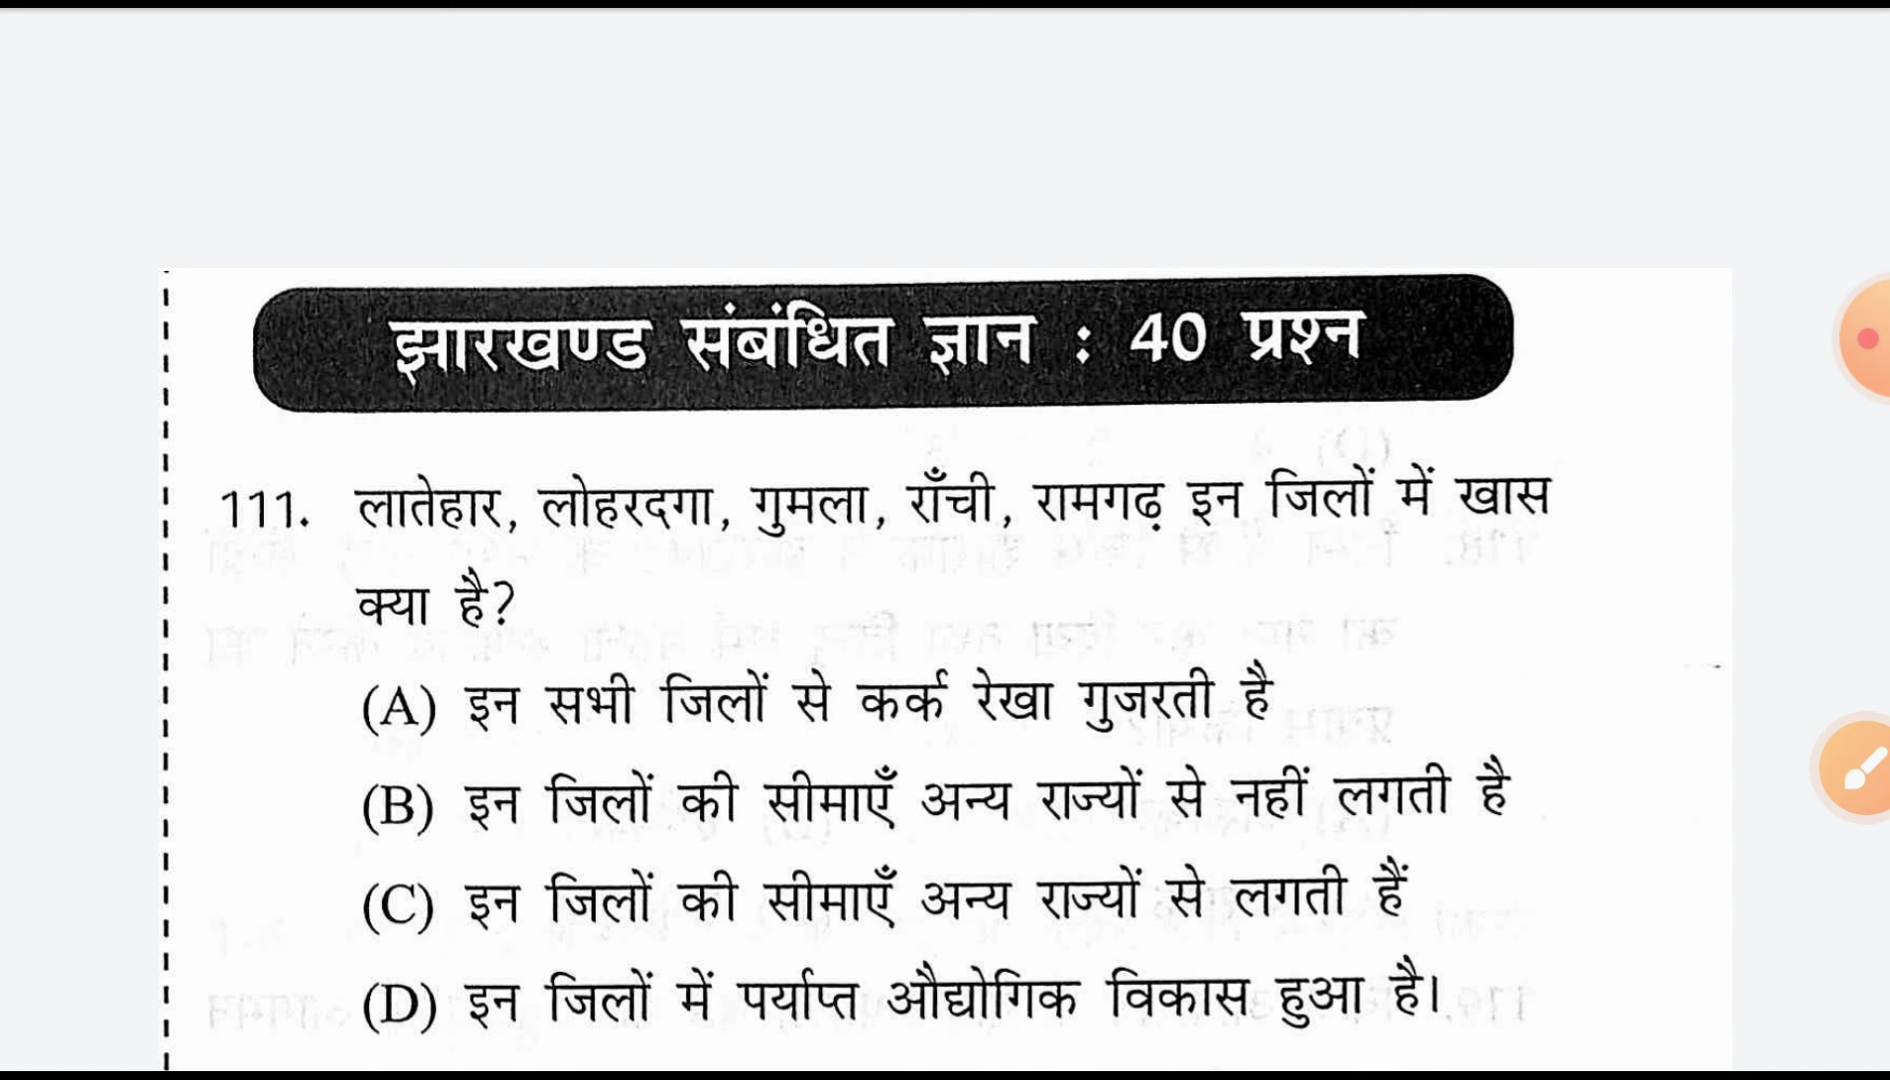 झारखण्ड संबंधित ज्ञान : 40 प्रश्न
111. लातेहार, लोहरदगा, गुमला, राँची, रामगढ़ इन जिलों में खास
क्या है?
(A) इन सभी जिलों से कर्क रेखा गुजरती है
(B) इन जिलों की सीमाएँ अन्य राज्यों से नहीं लगती है
(C) इन जिलों की सीमाएँ अन्य राज्यों से लगती हैं
(D) इन जिलों में पर्याप्त औद्योगिक विकास हुआ है।